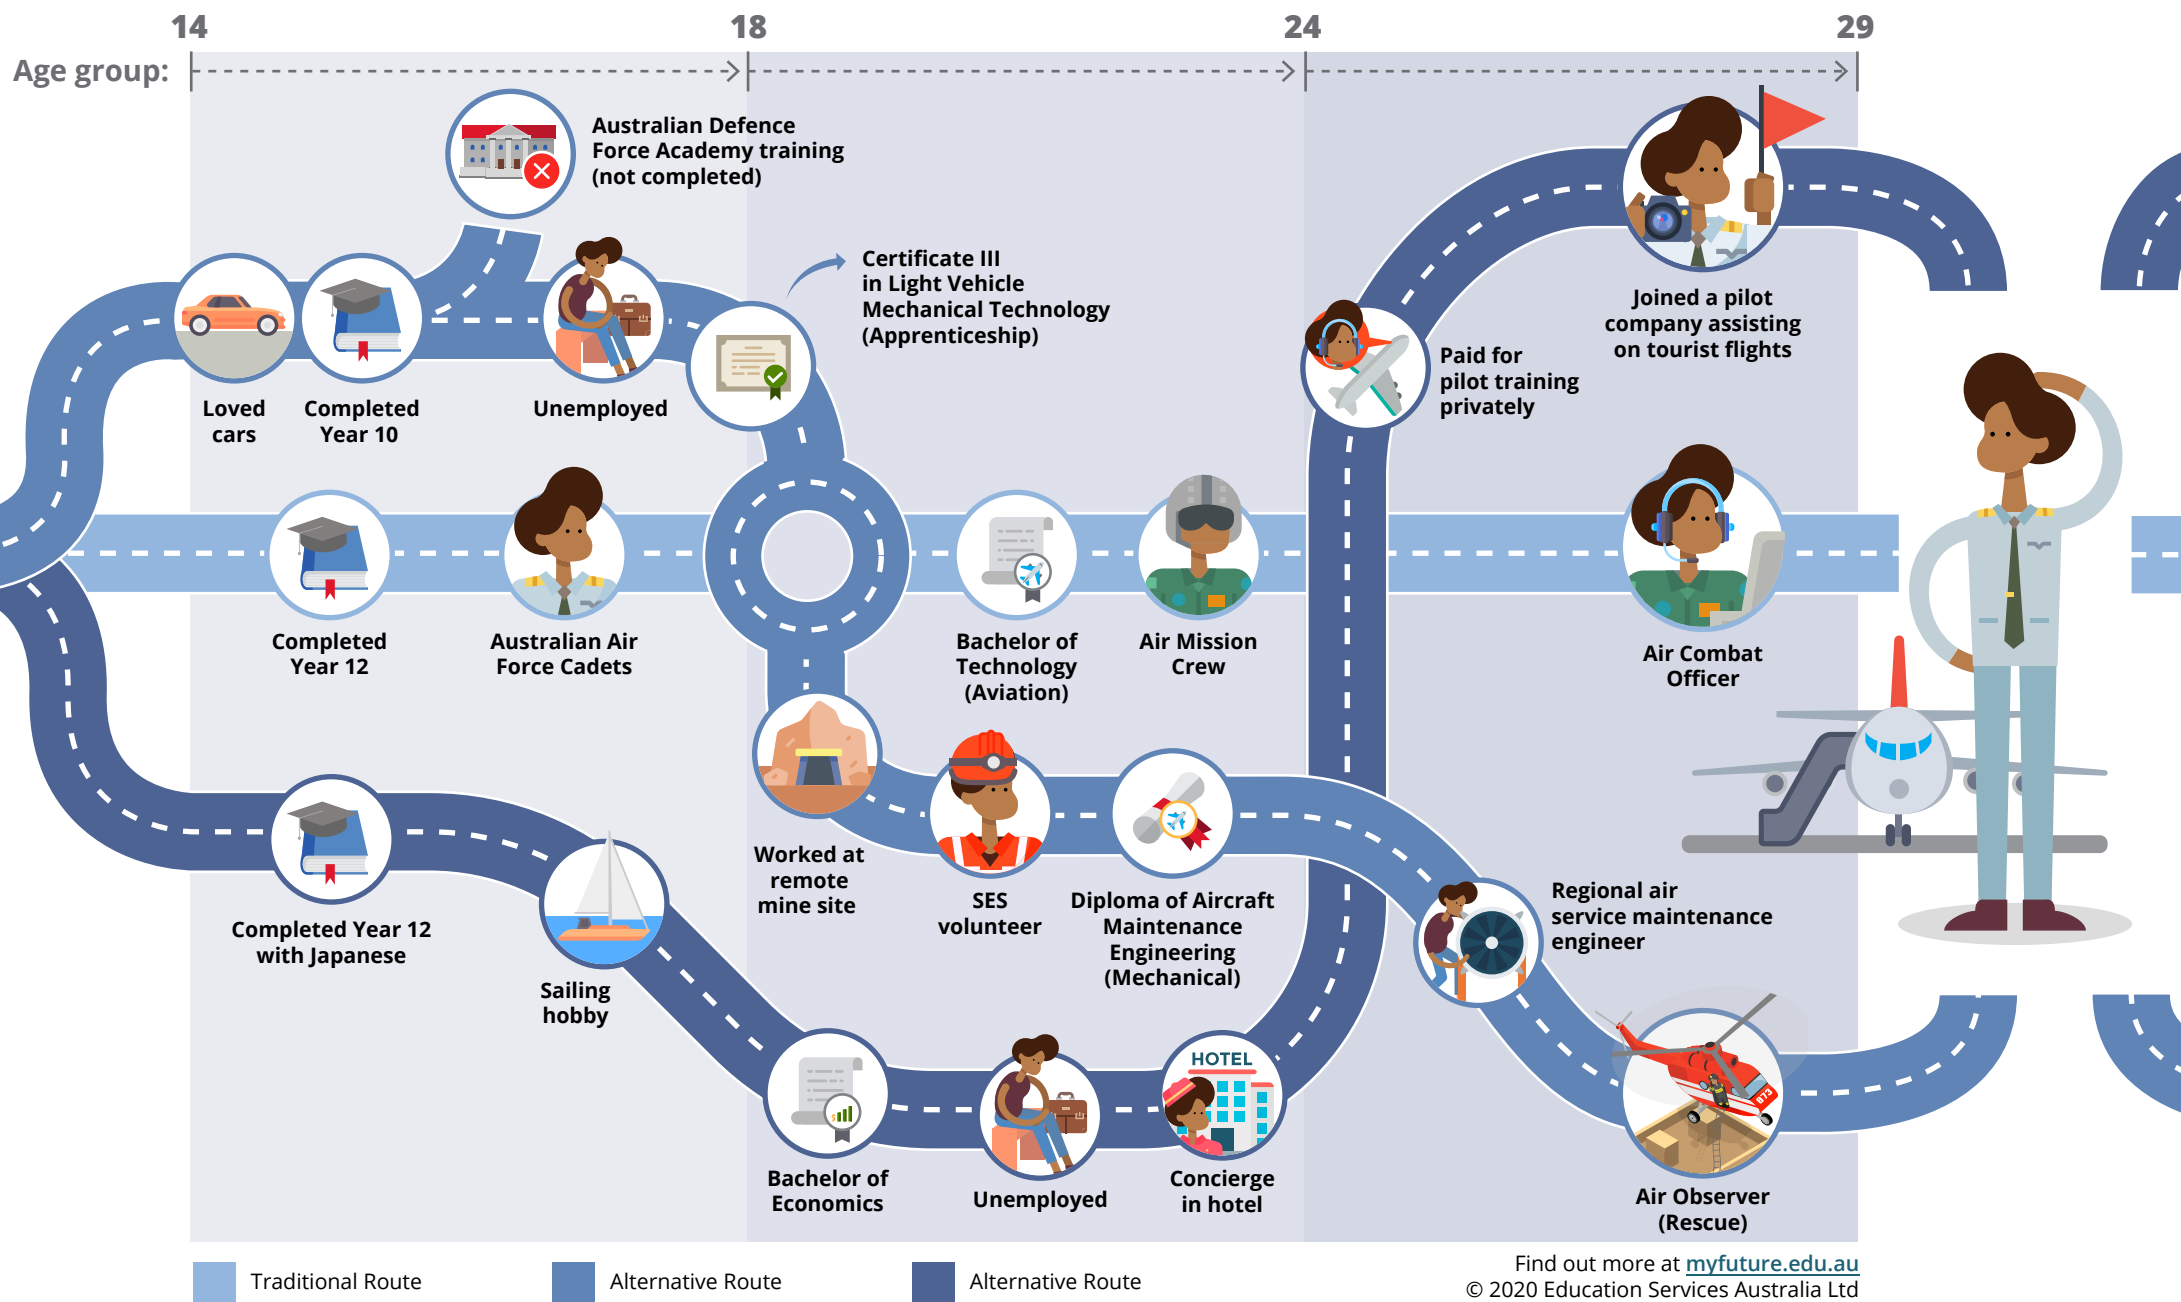 14
18
24
29
Age group:
Australian Defence
Force Academy training
(not completed)
Certificate III
in Light Vehicle
Mechanical Technology
(Apprenticeship)
Joined a pilot
company assisting
on tourist flights
Paid for
pilot training
privately
Loved
cars
Completed
Year 10
Unemployed
Completed
Year 12
Australian Air
Force Cadets
Bachelor of
Technology
(Aviation)
Air Mission
Crew
Air Combat
Officer
Worked at
remote
mine site
SES
volunteer
Diploma of Aircraft
Maintenance
Engineering
(Mechanical)
Regional air
service maintenance
engineer
Completed Year 12
with Japanese
Sailing
hobby
HOTEL
B73
$
Bachelor of
Economics
Unemployed
Concierge
in hotel
Air Observer
(Rescue)
Traditional Route
Alternative Route
Alternative Route
Find out more at myfuture.edu.au
© 2020 Education Services Australia Ltd